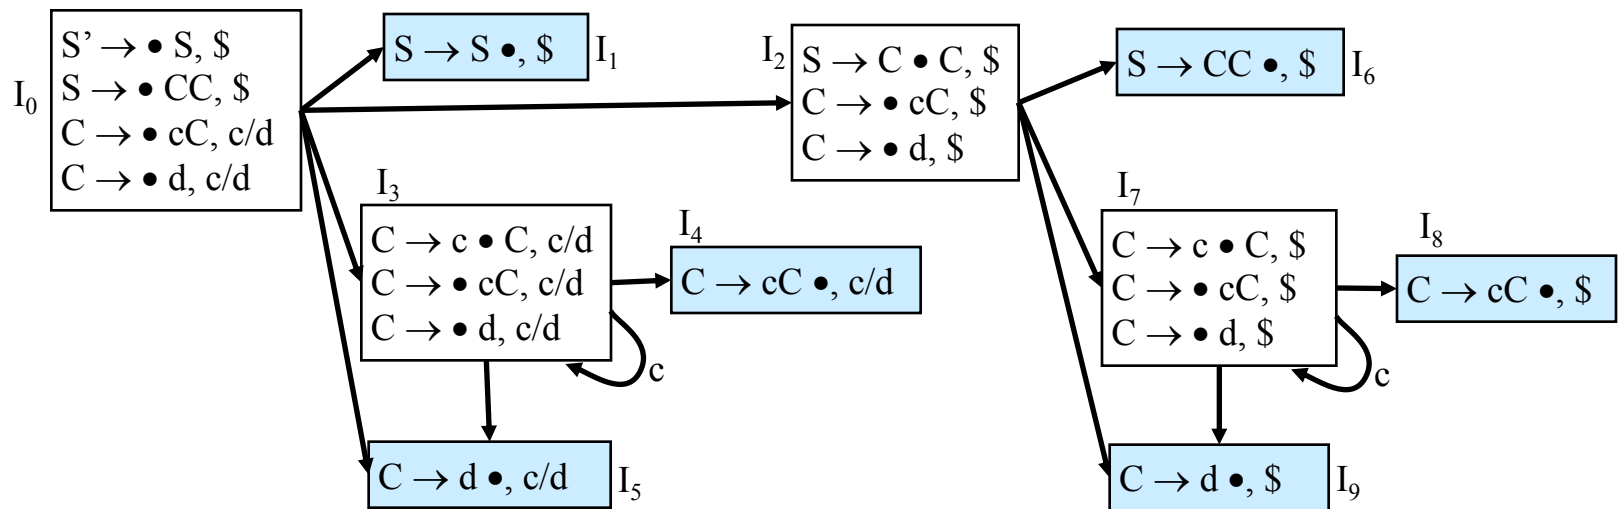 I₀
S’ → • S, $
S → • CC, $
C → • cC, c/d
C → • d, c/d
S → S •, $
I₁
I₂
S → C • C, $
C → • cC, $
C → • d, $
S → CC •, $
I₆
I₃
C → c • C, c/d
C → • cC, c/d
C → • d, c/d
c
I₄
C → cC •, c/d
C → d •, c/d
I₅
I₇
C → c • C, $
C → • cC, $
C → • d, $
c
I₈
C → cC •, $
C → d •, $
I₉